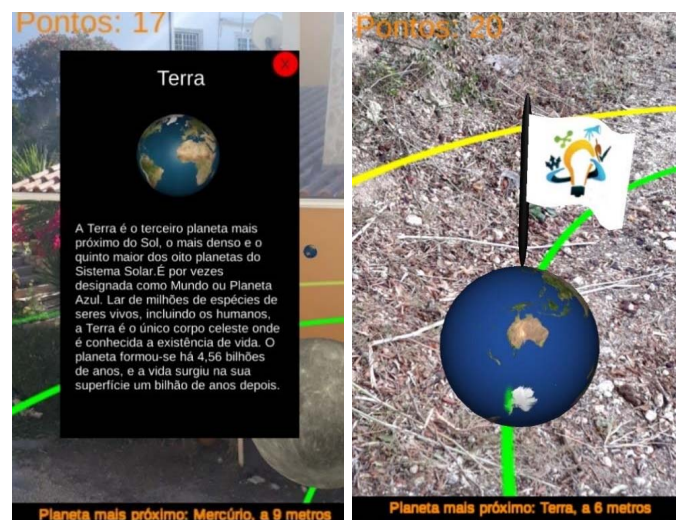 Pontos: 17
X
Terra
A Terra é o terceiro planeta mais
próximo do Sol, o mais denso e o
quinto maior dos oito planetas do
Sistema Solar.É por vezes
designada como Mundo ou Planeta
Azul. Lar de milhões de espécies de
seres vivos, incluindo os humanos,
a Terra é o único corpo celeste onde
é conhecida a existência de vida. O
planeta formou-se há 4,56 bilhões
de anos, e a vida surgiu na sua
superfície um bilhão de anos depois.
Planeta mais próximo: Mercúrio, a 9 metros
Pontos: 20
Planeta mais próximo: Terra, a 6 metros